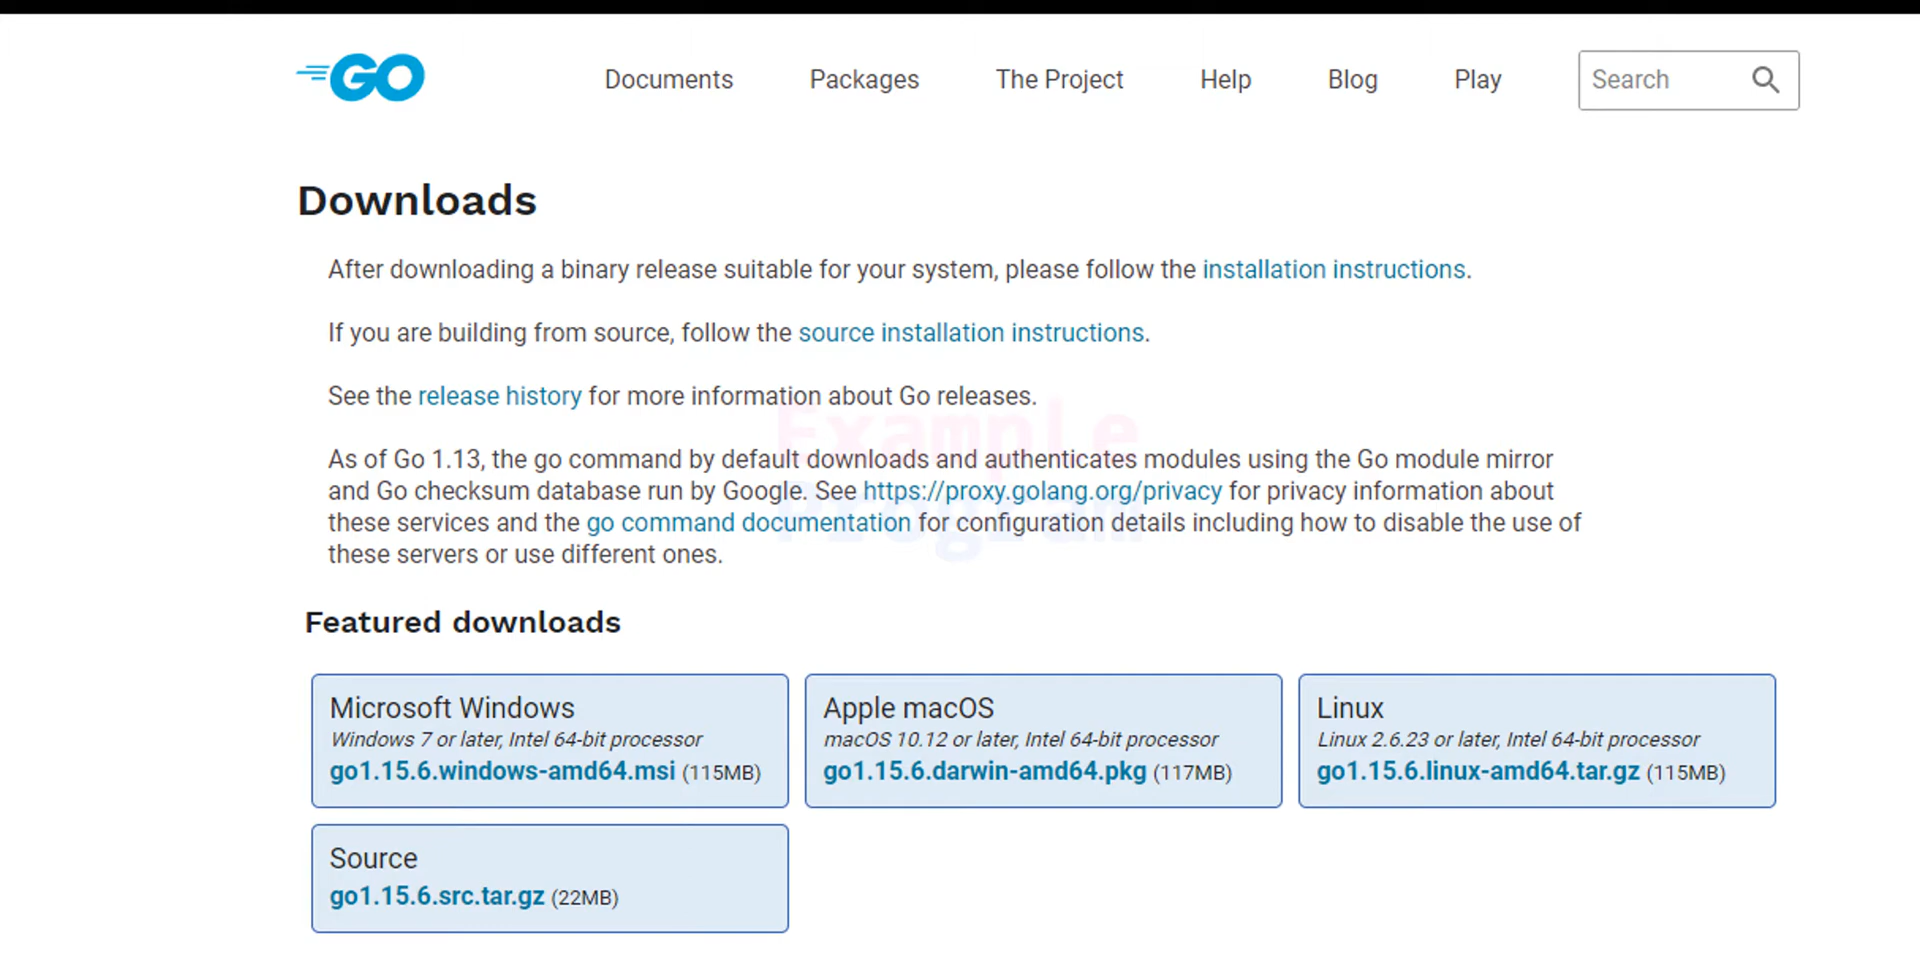 GO
Documents Packages The Project Help Blog Play Search
Downloads
After downloading a binary release suitable for your system, please follow the installation instructions.
If you are building from source, follow the source installation instructions.
See the release history for more information about Go releases.
Example
Program
As of Go 1.13, the go command by default downloads and authenticates modules using the Go module mirror
and Go checksum database run by Google. See https://proxy.golang.org/privacy for privacy information about
these services and the go command documentation for configuration details including how to disable the use of
these servers or use different ones.
Featured downloads
Microsoft Windows
Windows 7 or later, Intel 64-bit processor
go1.15.6.windows-amd64.msi (115MB)
Apple macOS
macOS 10.12 or later, Intel 64-bit processor
go1.15.6.darwin-amd64.pkg (117MB)
Linux
Linux 2.6.23 or later, Intel 64-bit processor
go1.15.6.linux-amd64.tar.gz (115MB)
Source
go1.15.6.src.tar.gz (22MB)